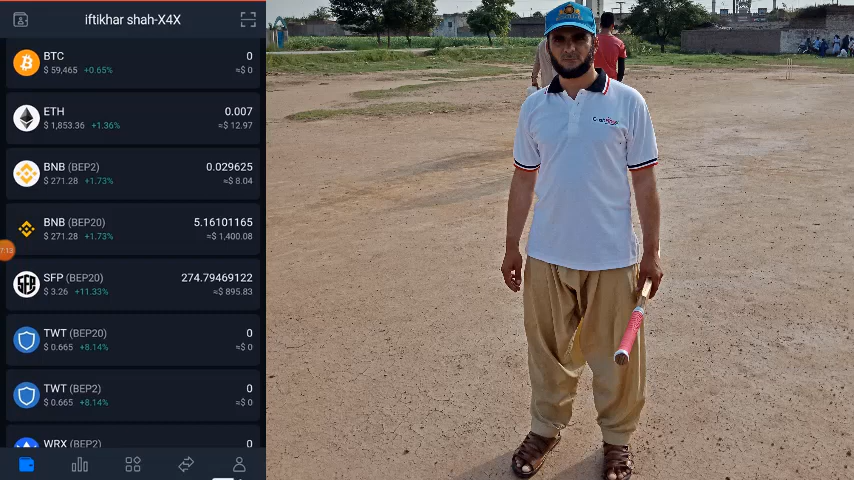 iftikhar shah-X4X
BTC 0
$ 59,465 +0.65% ≈$ 0
ETH 0.007
$ 1,853.36 +1.36% ≈$ 12.97
BNB (BEP2) 0.029625
$ 271.28 +1.73% ≈$ 8.04
BNB (BEP20) 5.16101165
$ 271.28 +1.73% ≈$ 1,400.08
SFP (BEP20) 274.79469122
$ 3.26 +11.33% ≈$ 895.83
TWT (BEP20) 0
$ 0.665 +8.14% ≈$ 0
TWT (BEP2) 0
$ 0.665 +8.14% ≈$ 0
WRX (BEP2) 0